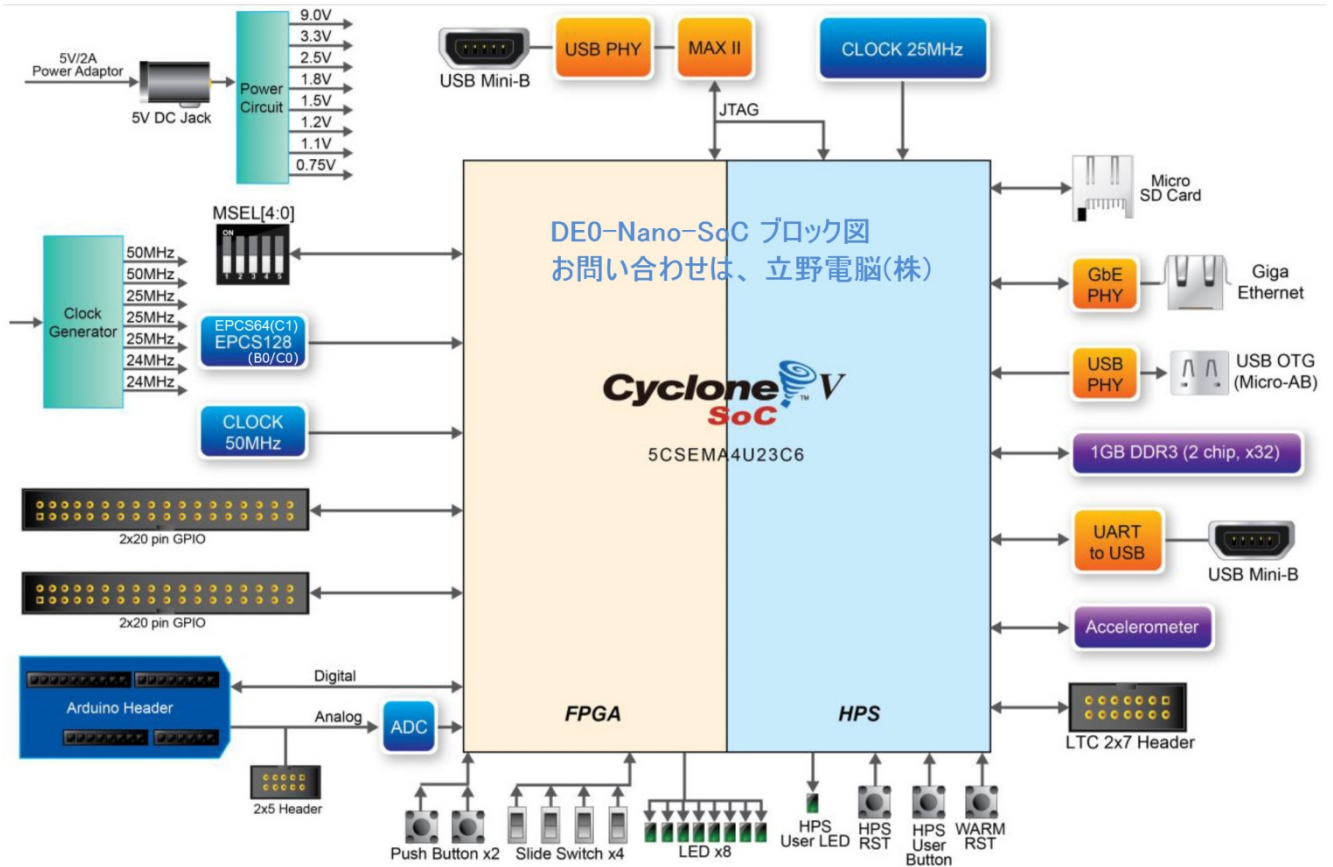 5V/2A
Power Adaptor
5V DC Jack
Power
Circuit
9.0V
3.3V
2.5V
1.8V
1.5V
1.2V
1.1V
0.75V
USB Mini-B
USB PHY
MAX II
CLOCK 25MHz
JTAG
MSEL[4:0]
ON
1 2 3 4 5
Clock
Generator
50MHz
50MHz
25MHz
25MHz
25MHz
24MHz
24MHz
EPCS64(C1)
EPCS128
(B0/C0)
CLOCK
50MHz
2x20 pin GPIO
2x20 pin GPIO
Arduino Header
Digital
Analog
ADC
2x5 Header
DE0-Nano-SoC ブロック図
お問い合わせは、立野電脳(株)
Cyclone V
TM
SoC
5CSEMA4U23C6
FPGA
HPS
Micro
SD Card
GbE
PHY
Giga
Ethernet
USB
PHY
USB OTG
(Micro-AB)
1GB DDR3 (2 chip, x32)
UART
to USB
USB Mini-B
Accelerometer
LTC 2x7 Header
Push Button x2
Slide Switch x4
LED x8
HPS
User LED
HPS
RST
HPS
User
Button
WARM
RST